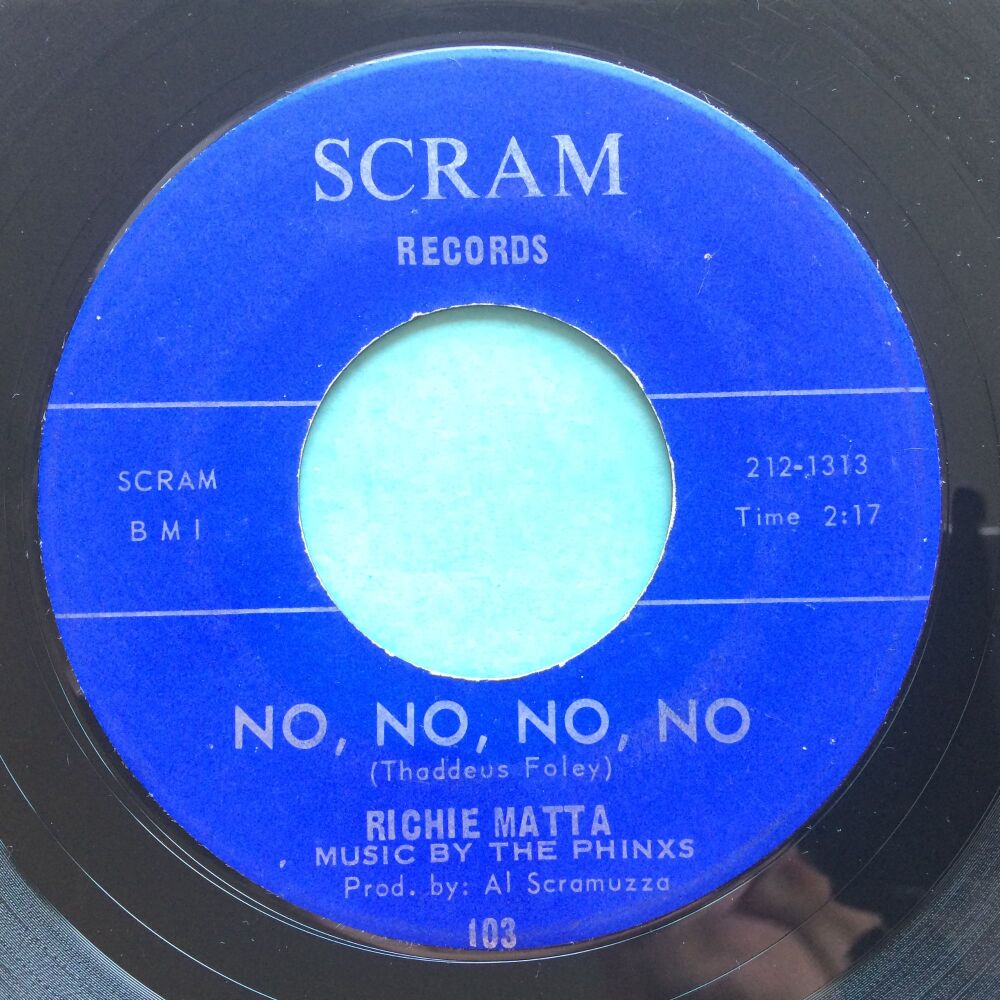 SCRAM
RECORDS
SCRAM
BMI
212-1313
Time 2:17
NO, NO, NO, NO
(Thaddeus Foley)
RICHIE MATTA
MUSIC BY THE PHINXS
Prod. by: Al Scramuzza
103